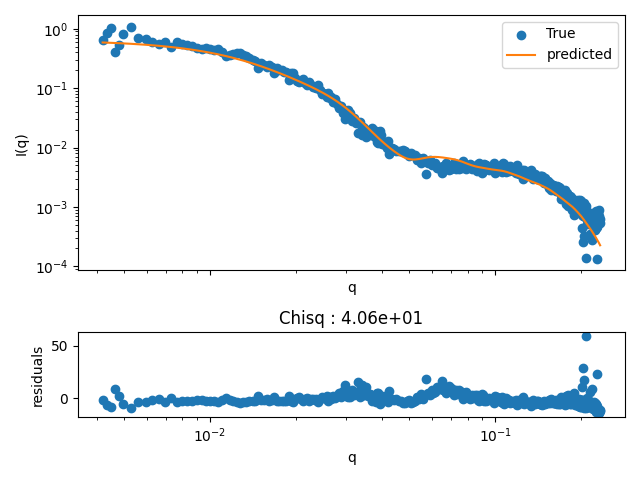 10⁰
10⁻¹
10⁻²
10⁻³
10⁻⁴
I(q)
True
predicted
q
Chisq : 4.06e+01
50
0
residuals
10⁻²
10⁻¹
q